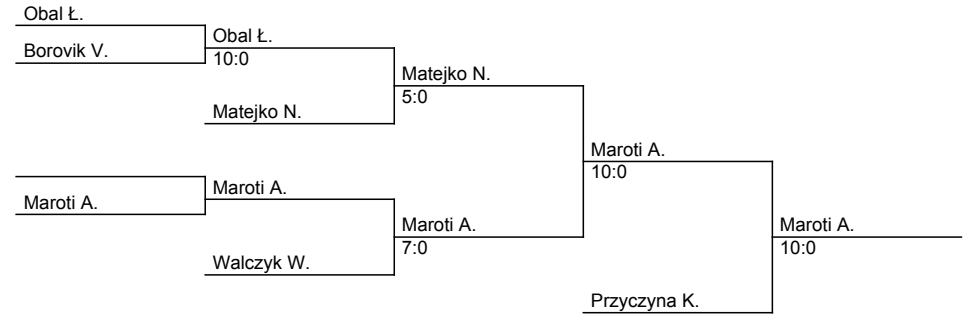 Obal Ł.
Borovik V.
Obal Ł.
10:0
Matejko N.
Matejko N.
5:0
Maroti A.
Maroti A.
Walczyk W.
Maroti A.
7:0
Maroti A.
10:0
Przyczyna K.
Maroti A.
10:0